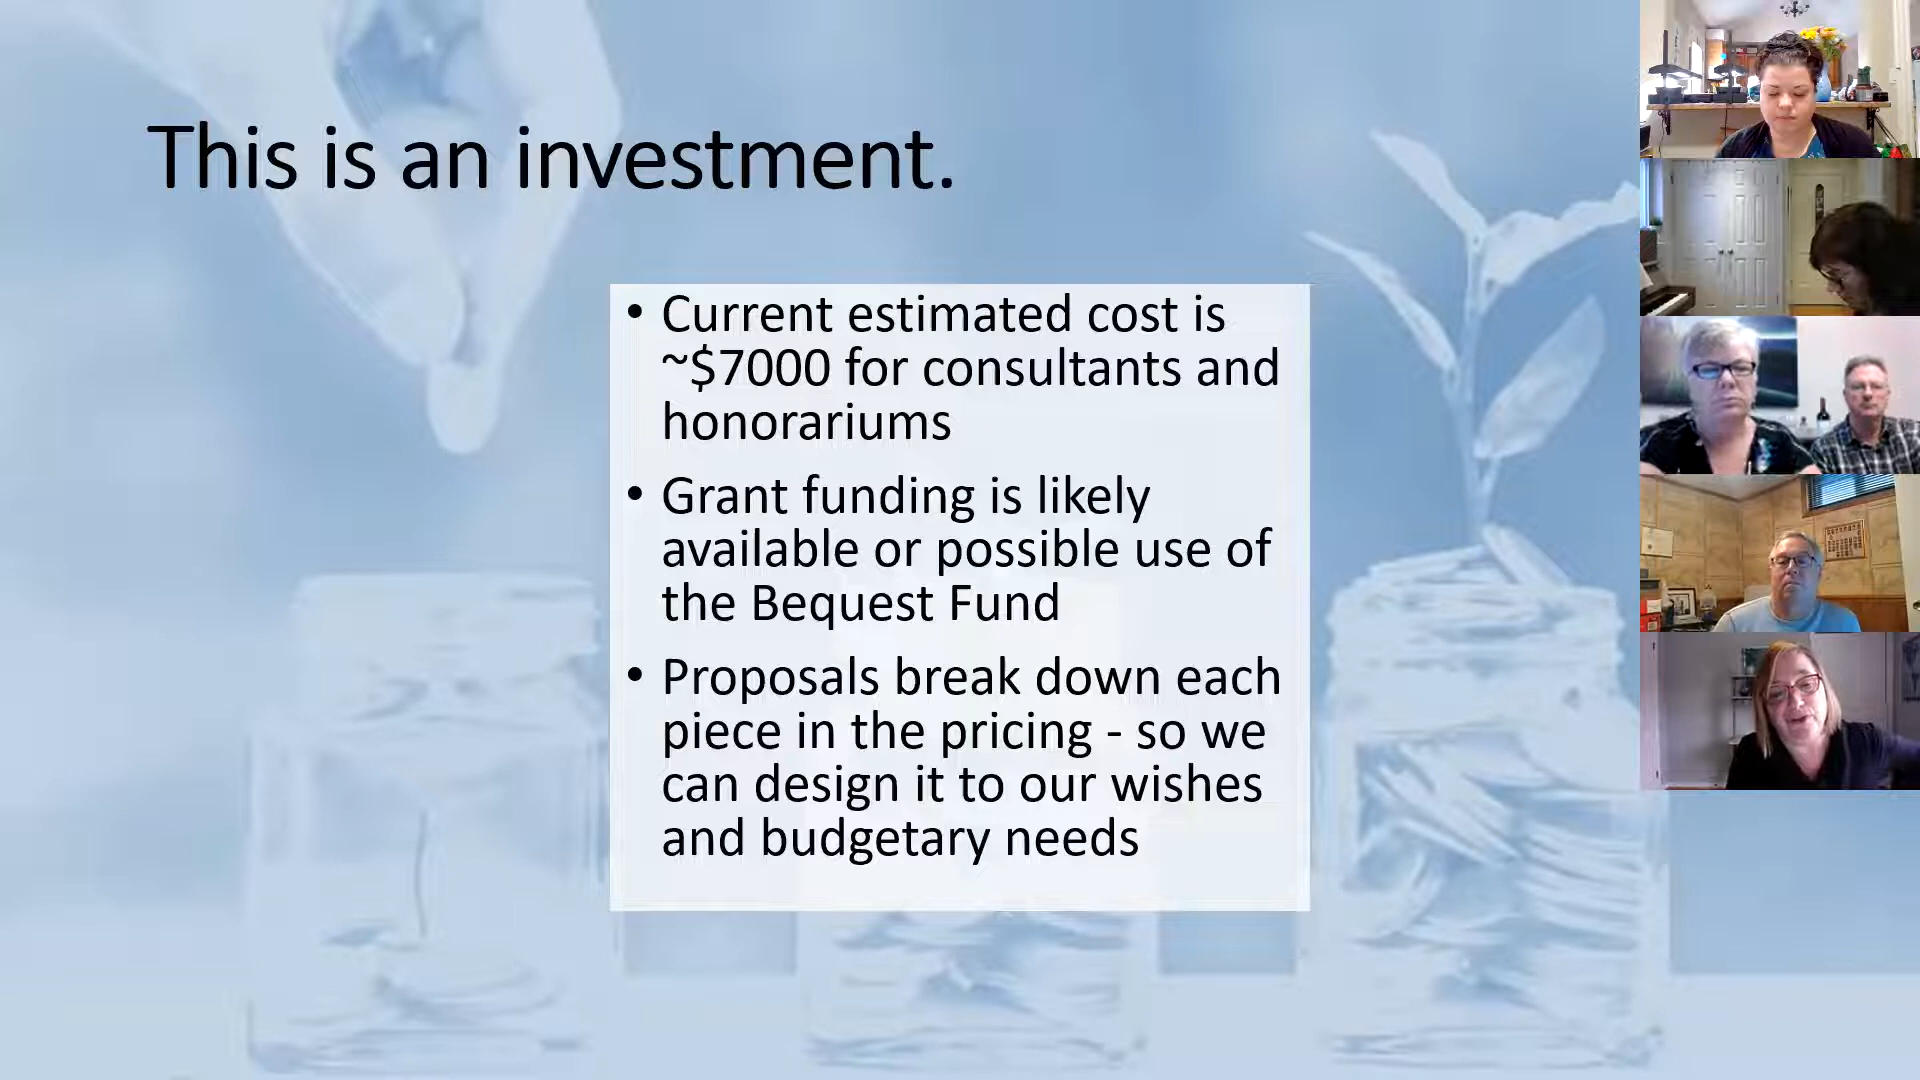 This is an investment.
• Current estimated cost is
~$7000 for consultants and
honorariums
• Grant funding is likely
available or possible use of
the Bequest Fund
• Proposals break down each
piece in the pricing - so we
can design it to our wishes
and budgetary needs